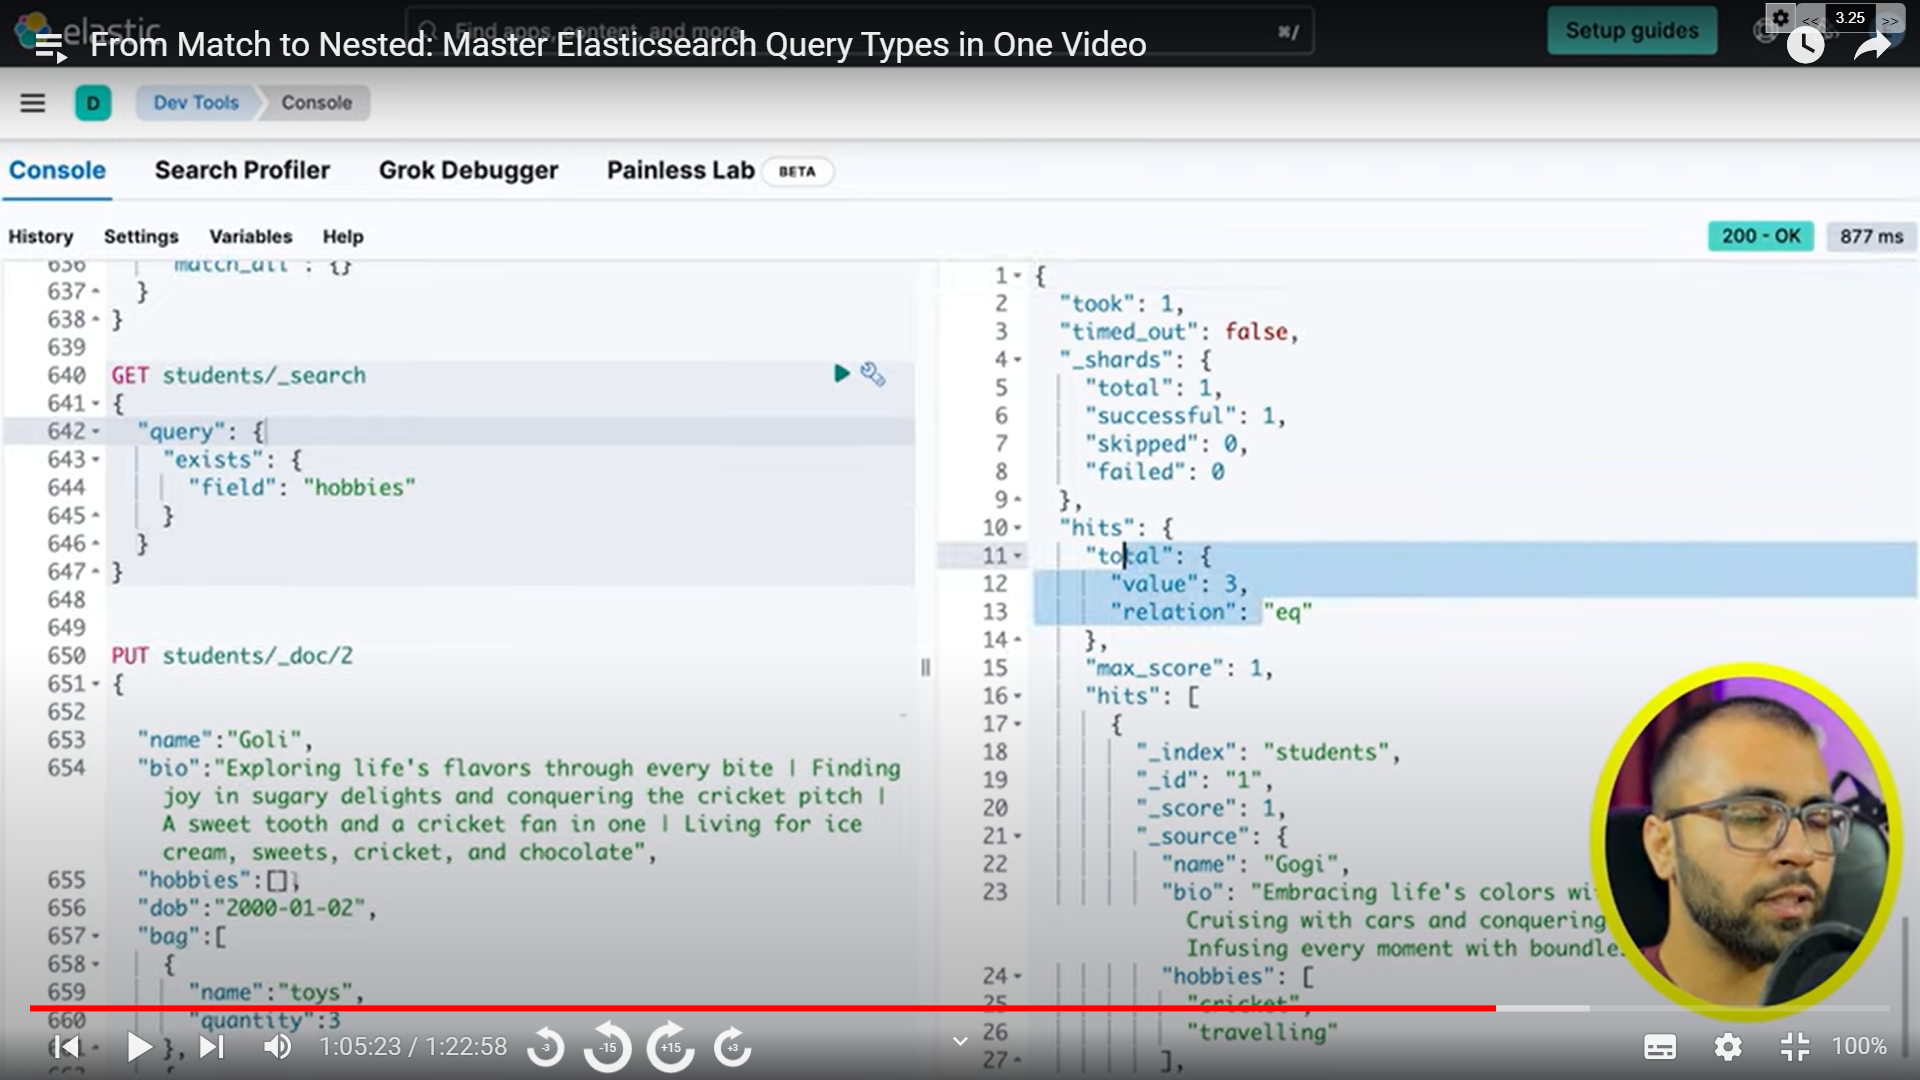 elastic
Find apps, content, and more.
⌘/
Setup guides
<<
3.25
>>
From Match to Nested: Master Elasticsearch Query Types in One Video
D
Dev Tools
Console
Console
Search Profiler
Grok Debugger
Painless Lab
BETA
History
Settings
Variables
Help
200 - OK
877 ms
636 "match_all" : {}
637 }
638 }
639
640 GET students/_search
641 {
642 "query": {
643 "exists": {
644 "field": "hobbies"
645 }
646 }
647 }
648
649
650 PUT students/_doc/2
651 {
652
653 "name":"Goli",
654 "bio":"Exploring life's flavors through every bite | Finding
joy in sugary delights and conquering the cricket pitch |
A sweet tooth and a cricket fan in one | Living for ice
cream, sweets, cricket, and chocolate",
655 "hobbies":[],
656 "dob":"2000-01-02",
657 "bag":[
658 {
659 "name":"toys",
660 "quantity":3
661 },
1 {
2 "took": 1,
3 "timed_out": false,
4 "_shards": {
5 "total": 1,
6 "successful": 1,
7 "skipped": 0,
8 "failed": 0
9 },
10 "hits": {
11 "total": {
12 "value": 3,
13 "relation": "eq"
14 },
15 "max_score": 1,
16 "hits": [
17 {
18 "_index": "students",
19 "_id": "1",
20 "_score": 1,
21 "_source": {
22 "name": "Gogi",
23 "bio": "Embracing life's colors
Cruising with cars and conquering
Infusing every moment with
24 "hobbies": [
25 "cricket",
26 "travelling"
27 ],
1:05:23 / 1:22:58
-3
-15
+15
+3
100%